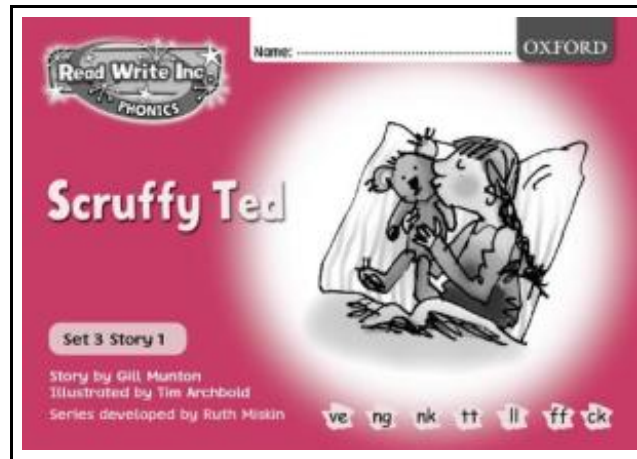 Name: ........................................................
OXFORD
Read Write Inc.
PHONICS
Scruffy Ted
Set 3 Story 1
Story by Gill Munton
Illustrated by Tim Archbold
Series developed by Ruth Miskin
ve ng nk tt ll ff ck